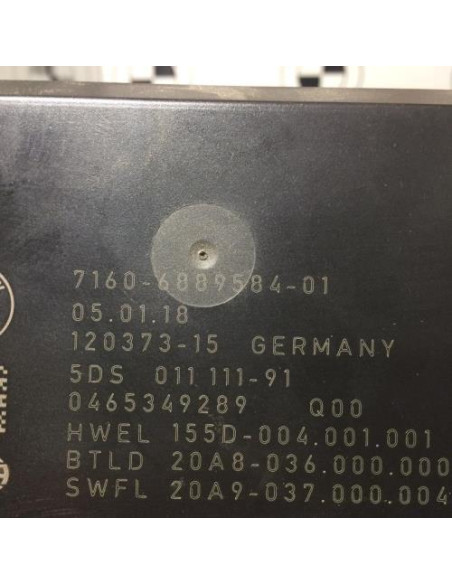 7160-6889584-01
05.01.18
120373-15 GERMANY
5DS 011 111-91
0465349289 Q00
HWEL 155D-004.001.001
BTLD 20A8-036.000.000
SWFL 20A9-037.000.004